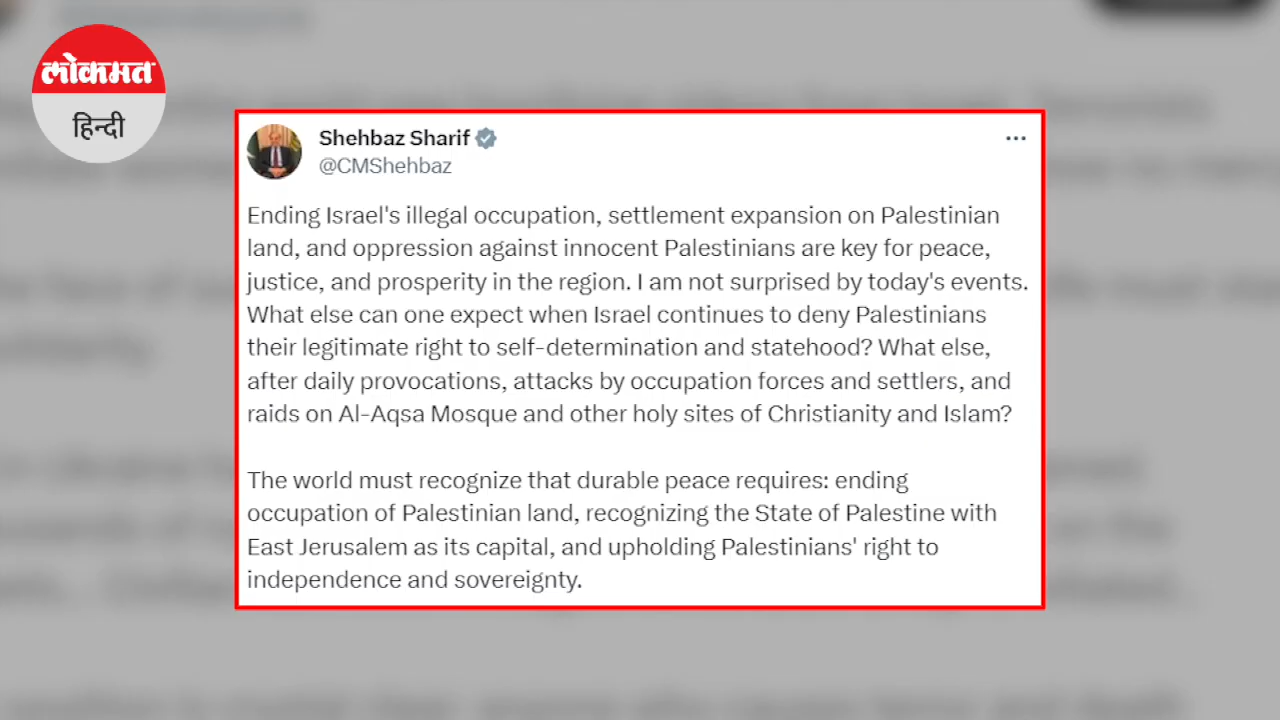 लोकमत
हिन्दी
Shehbaz Sharif
@CMShehbaz
Ending Israel's illegal occupation, settlement expansion on Palestinian
land, and oppression against innocent Palestinians are key for peace,
justice, and prosperity in the region. I am not surprised by today's events.
What else can one expect when Israel continues to deny Palestinians
their legitimate right to self-determination and statehood? What else,
after daily provocations, attacks by occupation forces and settlers, and
raids on Al-Aqsa Mosque and other holy sites of Christianity and Islam?
The world must recognize that durable peace requires: ending
occupation of Palestinian land, recognizing the State of Palestine with
East Jerusalem as its capital, and upholding Palestinians' right to
independence and sovereignty.